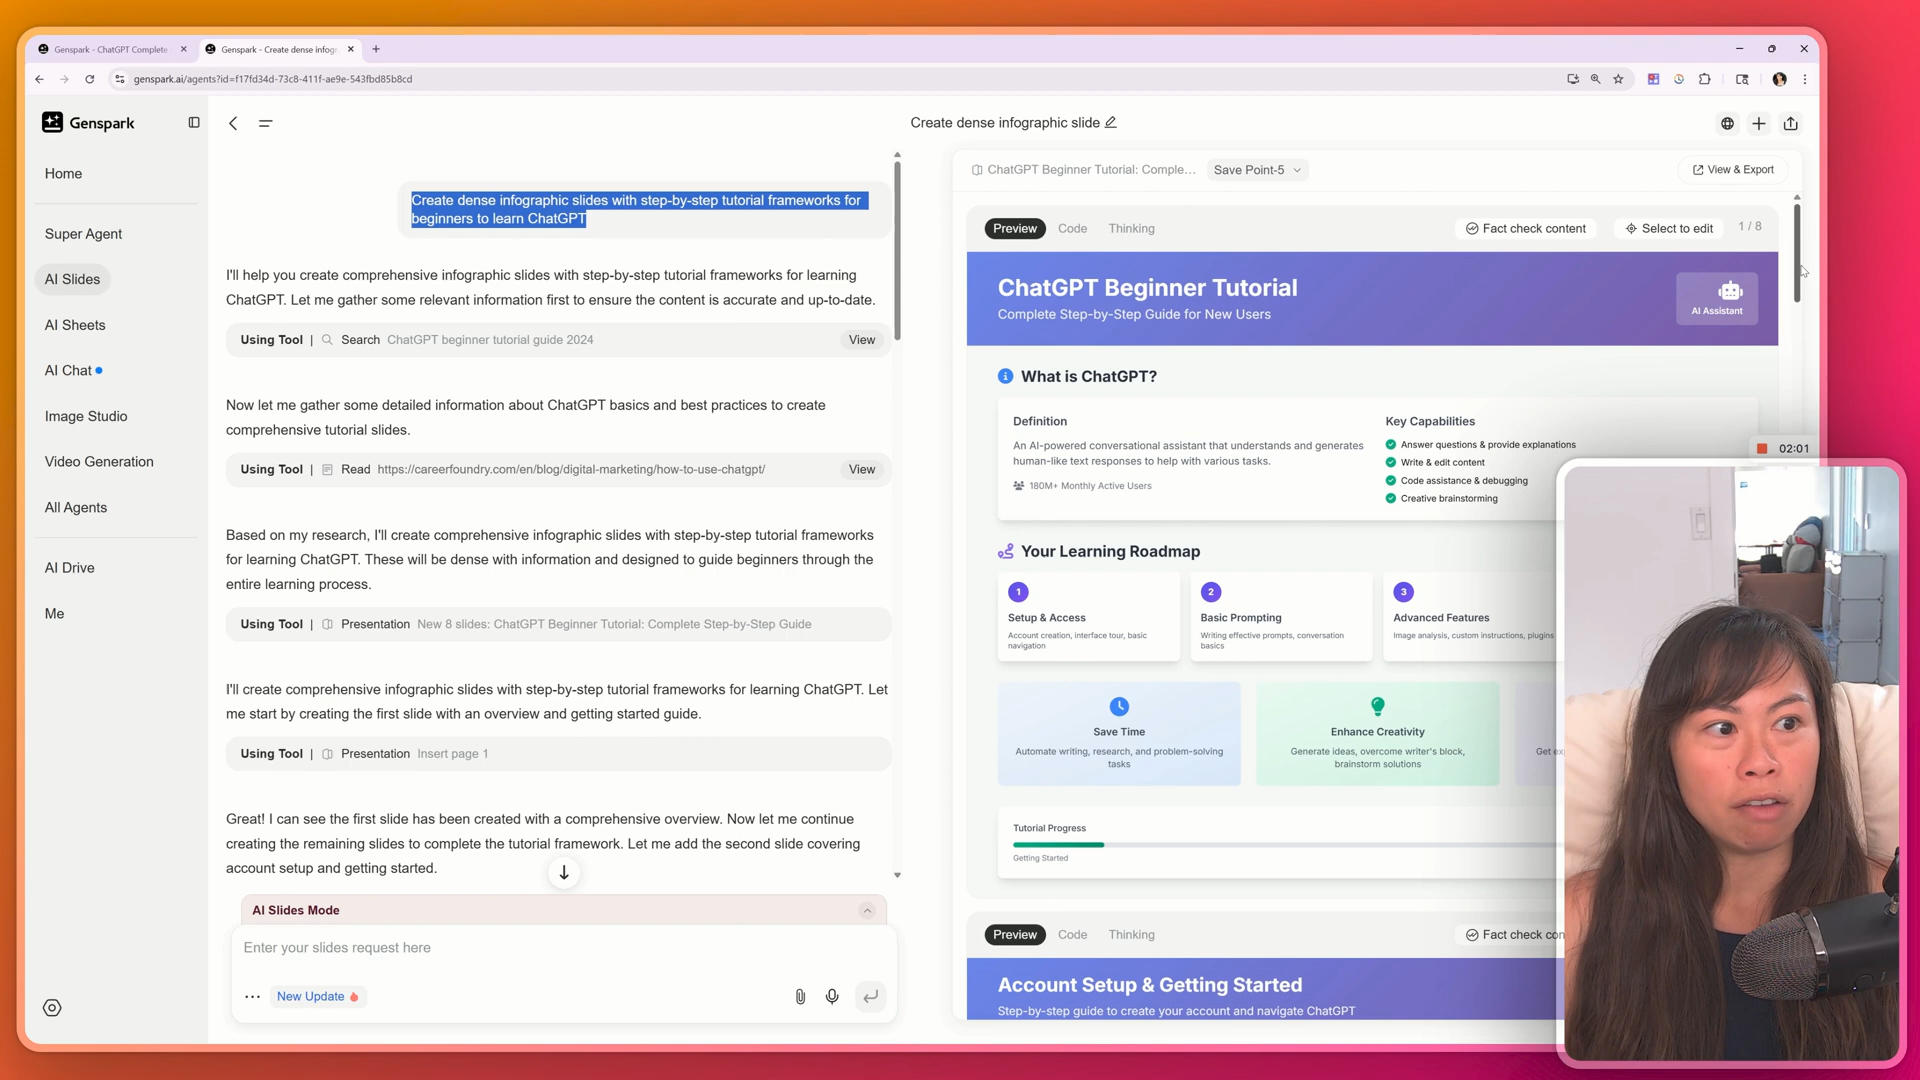 Genspark - ChatGPT Complete
Genspark - Create dense infog
genspark.ai/agents?id=f17fd34d-73c8-411f-ae9e-543fbd85b8cd
Genspark
Home
Super Agent
AI Slides
AI Sheets
AI Chat
Image Studio
Video Generation
All Agents
AI Drive
Me
Create dense infographic slide
Create dense infographic slides with step-by-step tutorial frameworks for
beginners to learn ChatGPT
I'll help you create comprehensive infographic slides with step-by-step tutorial frameworks for learning
ChatGPT. Let me gather some relevant information first to ensure the content is accurate and up-to-date.
Using Tool | Search ChatGPT beginner tutorial guide 2024 View
Now let me gather some detailed information about ChatGPT basics and best practices to create
comprehensive tutorial slides.
Using Tool | Read https://careerfoundry.com/en/blog/digital-marketing/how-to-use-chatgpt/ View
Based on my research, I'll create comprehensive infographic slides with step-by-step tutorial frameworks
for learning ChatGPT. These will be dense with information and designed to guide beginners through the
entire learning process.
Using Tool | Presentation New 8 slides: ChatGPT Beginner Tutorial: Complete Step-by-Step Guide
I'll create comprehensive infographic slides with step-by-step tutorial frameworks for learning ChatGPT. Let
me start by creating the first slide with an overview and getting started guide.
Using Tool | Presentation Insert page 1
Great! I can see the first slide has been created with a comprehensive overview. Now let me continue
creating the remaining slides to complete the tutorial framework. Let me add the second slide covering
account setup and getting started.
AI Slides Mode
Enter your slides request here
New Update
ChatGPT Beginner Tutorial: Comple... Save Point-5 View & Export
Preview Code Thinking Fact check content Select to edit 1 / 8
ChatGPT Beginner Tutorial
Complete Step-by-Step Guide for New Users
AI Assistant
What is ChatGPT?
Definition
An AI-powered conversational assistant that understands and generates
human-like text responses to help with various tasks.
180M+ Monthly Active Users
Key Capabilities
Answer questions & provide explanations
Write & edit content
Code assistance & debugging
Creative brainstorming
02:01
Your Learning Roadmap
1
Setup & Access
Account creation, interface tour, basic
navigation
2
Basic Prompting
Writing effective prompts, conversation
basics
3
Advanced Features
Image analysis, custom instructions, plugins
Save Time
Automate writing, research, and problem-solving
tasks
Enhance Creativity
Generate ideas, overcome writer's block,
brainstorm solutions
Get
Tutorial Progress
Getting Started
Preview Code Thinking Fact check con
Account Setup & Getting Started
Step-by-step guide to create your account and navigate ChatGPT